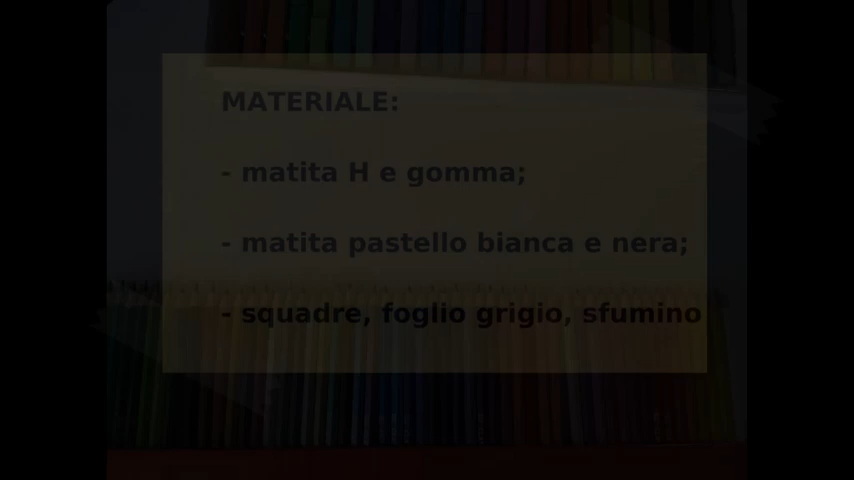 MATERIALE:
- matita H e gomma;
- matita pastello bianca e nera;
- squadre, foglio grigio, sfumino